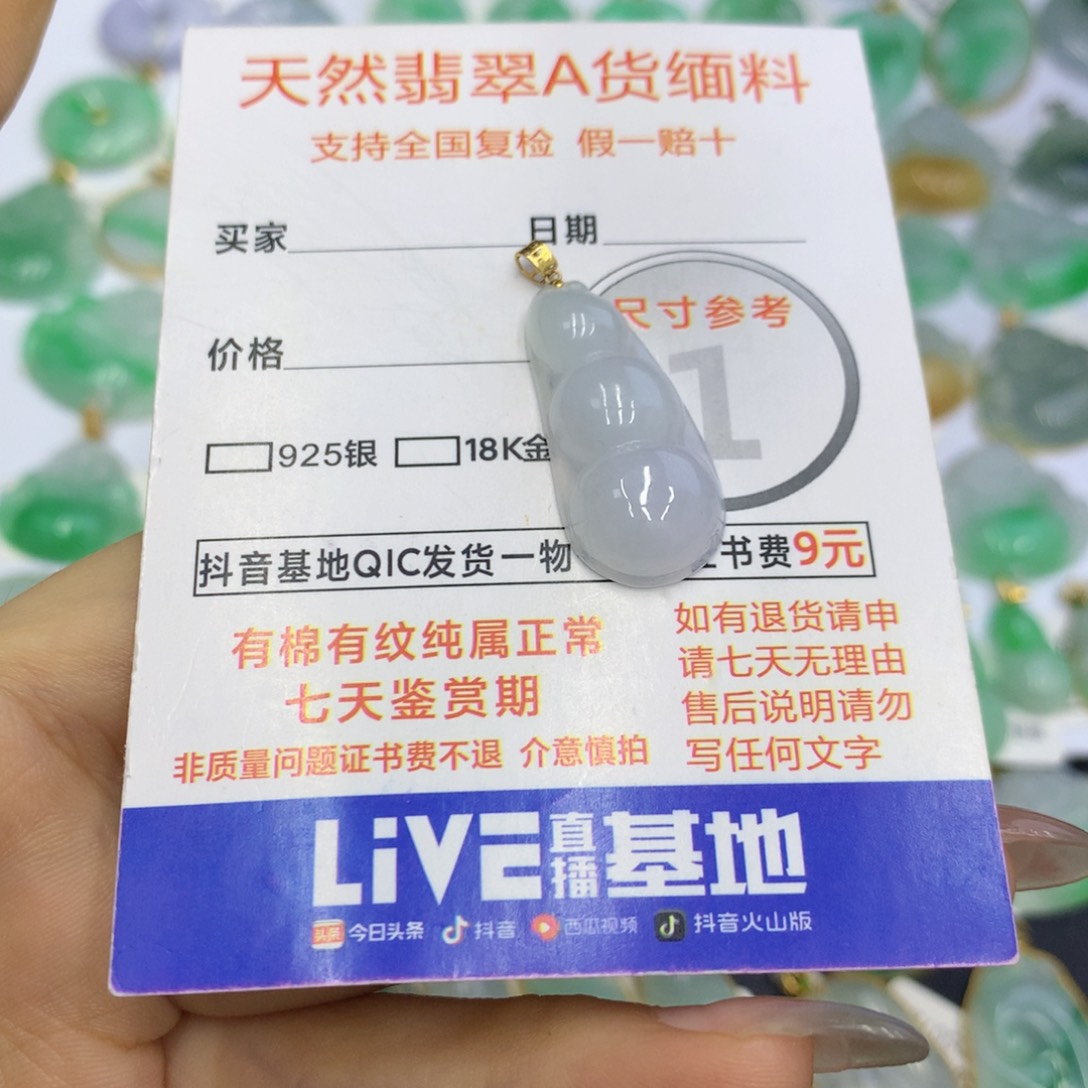 天然翡翠A货缅料
支持全国复检 假一赔十
买家 日期
尺寸参考
1
价格
925银 18K金
抖音基地QIC发货一物 书费9元
有棉有纹纯属正常
七天鉴赏期
非质量问题证书费不退 介意慎拍
如有退货请申
请七天无理由
售后说明请勿
写任何文字
LiVE直播基地
头条 今日头条 抖音 西瓜视频 抖音火山版